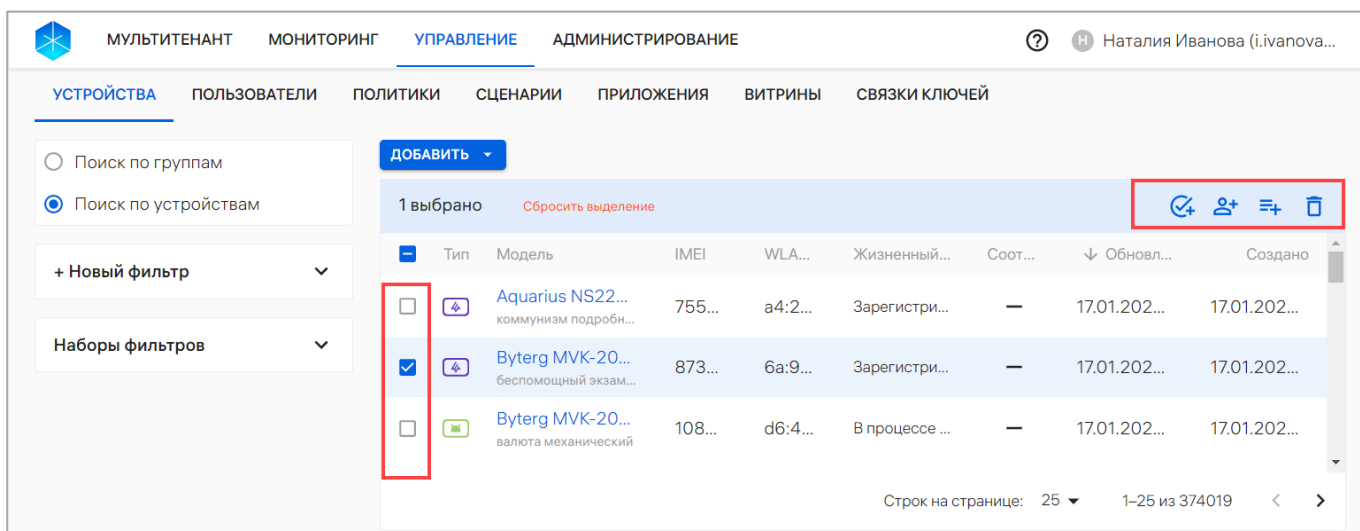 МУЛЬТИТЕНАНТ МОНИТОРИНГ УПРАВЛЕНИЕ АДМИНИСТРИРОВАНИЕ ? Н Наталия Иванова (i.ivanova...
УСТРОЙСТВА ПОЛЬЗОВАТЕЛИ ПОЛИТИКИ СЦЕНАРИИ ПРИЛОЖЕНИЯ ВИТРИНЫ СВЯЗКИ КЛЮЧЕЙ
Поиск по группам
Поиск по устройствам
+ Новый фильтр
Наборы фильтров
ДОБАВИТЬ
1 выбрано Сбросить выделение
Тип Модель IMEI WLA... Жизненный... Соот... Обновл... Создано
Aquarius NS22... 755... a4:2... Зарегистри... — 17.01.202... 17.01.202...
коммунизм подробн...
Byterg MVK-20... 873... 6a:9... Зарегистри... — 17.01.202... 17.01.202...
беспомощный экзам...
Byterg MVK-20... 108... d6:4... В процессе ... — 17.01.202... 17.01.202...
валюта механический
Строк на странице: 25 1–25 из 374019